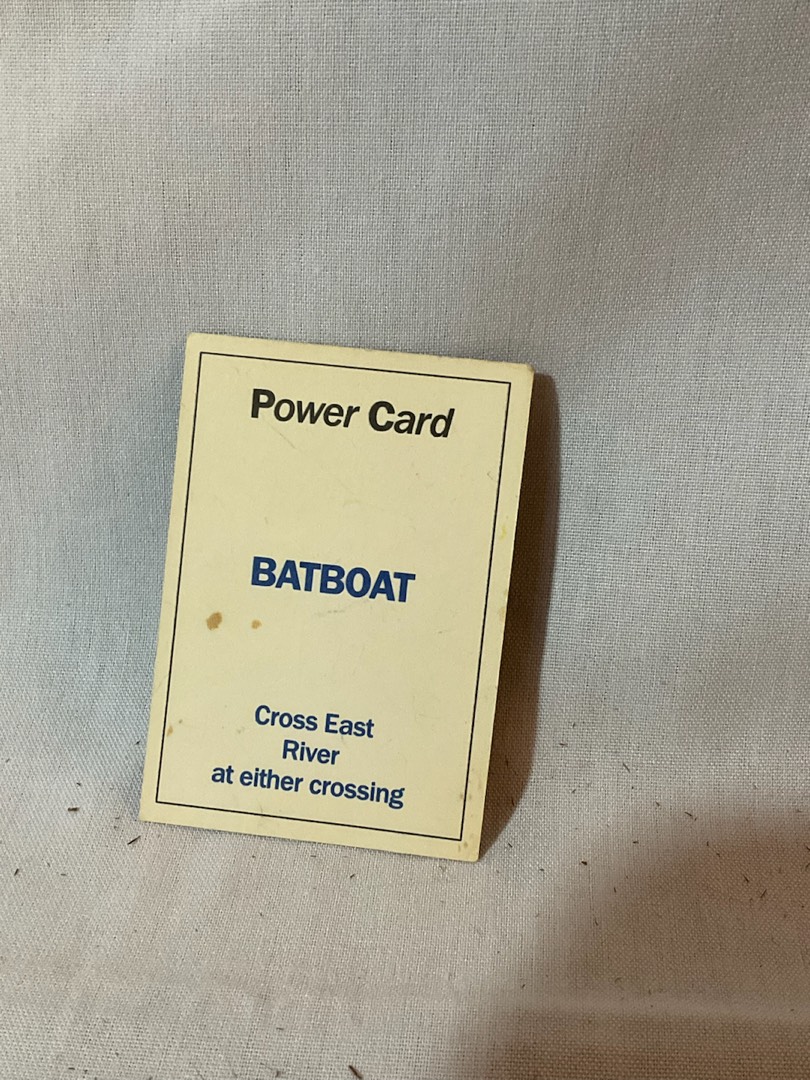 Power Card
BATBOAT
Cross East
River
at either crossing